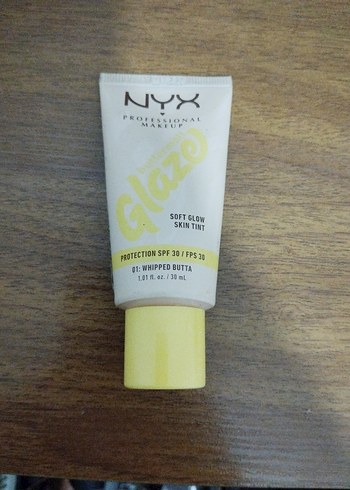 NYX
PROFESSIONAL
MAKEUP
Glaze
SOFT GLOW
SKIN TINT
PROTECTION SPF 30 / FPS 30
01: WHIPPED BUTTA
1.01 fl. oz. / 30 mL